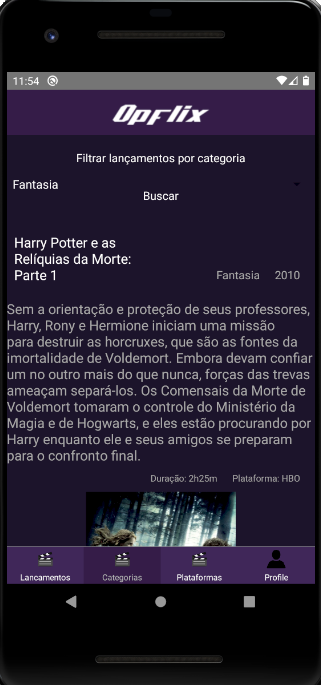 11:54
Opflix
Filtrar lançamentos por categoria
Fantasia
Buscar
Harry Potter e as
Relíquias da Morte:
Parte 1
Fantasia 2010
Sem a orientação e proteção de seus professores,
Harry, Rony e Hermione iniciam uma missão
para destruir as horcruxes, que são as fontes da
imortalidade de Voldemort. Embora devam confiar
um no outro mais do que nunca, forças das trevas
ameaçam separá-los. Os Comensais da Morte de
Voldemort tomaram o controle do Ministério da
Magia e de Hogwarts, e eles estão procurando por
Harry enquanto ele e seus amigos se preparam
para o confronto final.
Duração: 2h25m Plataforma: HBO
Lancamentos Categorias Plataformas Profile